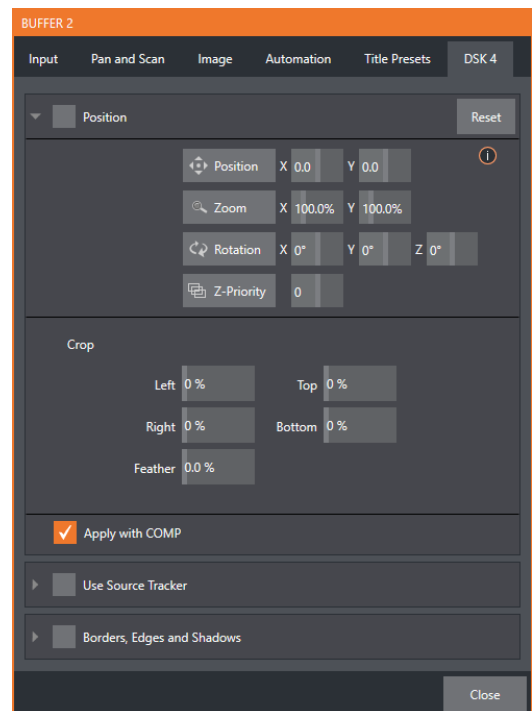 BUFFER 2
Input Pan and Scan Image Automation Title Presets DSK 4
Position Reset
Position X 0.0 Y 0.0
Zoom X 100.0% Y 100.0%
Rotation X 0° Y 0° Z 0°
Z-Priority 0
Crop
Left 0 % Top 0 %
Right 0 % Bottom 0 %
Feather 0.0 %
Apply with COMP
Use Source Tracker
Borders, Edges and Shadows
Close